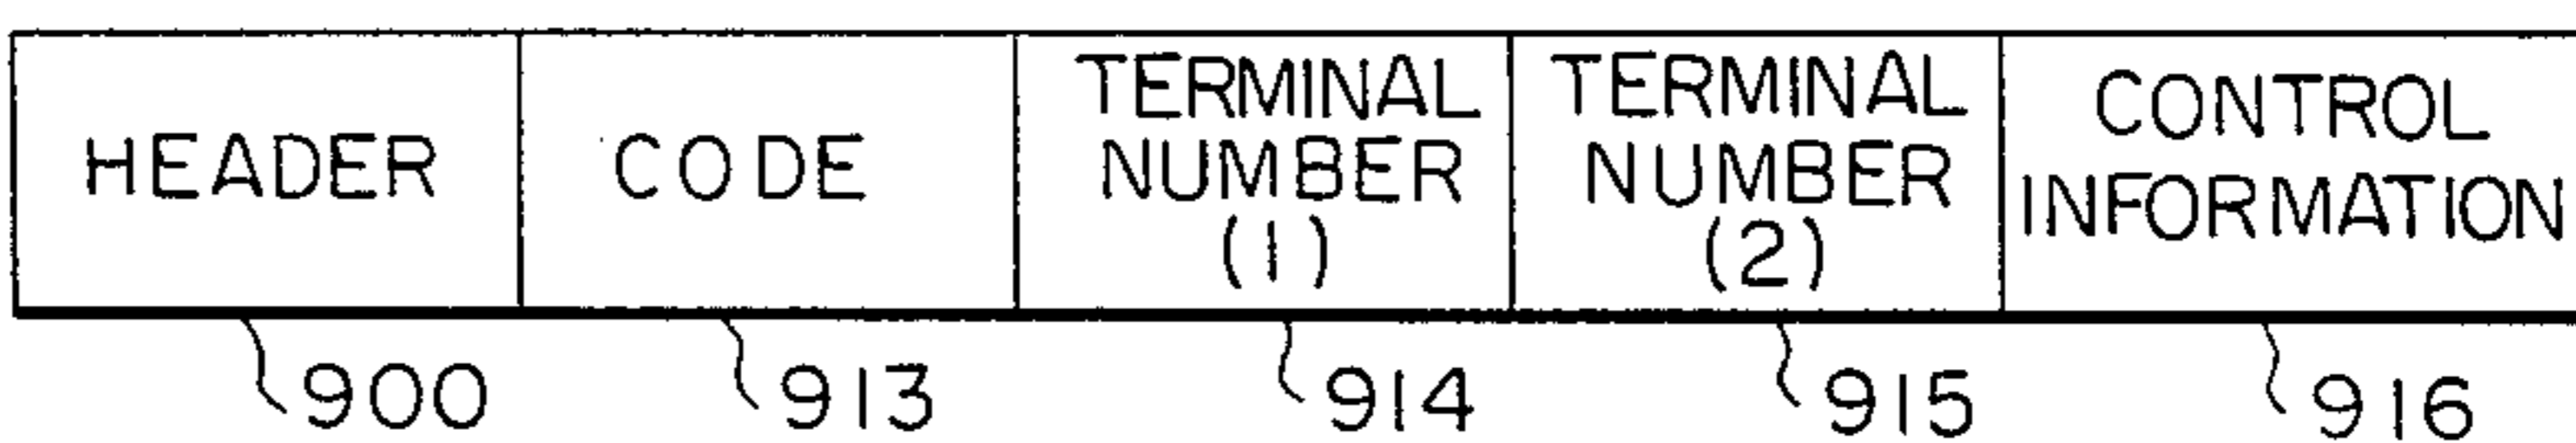 HEADER
CODE
TERMINAL
NUMBER
(1)
TERMINAL
NUMBER
(2)
CONTROL
INFORMATION
900
913
914
915
916